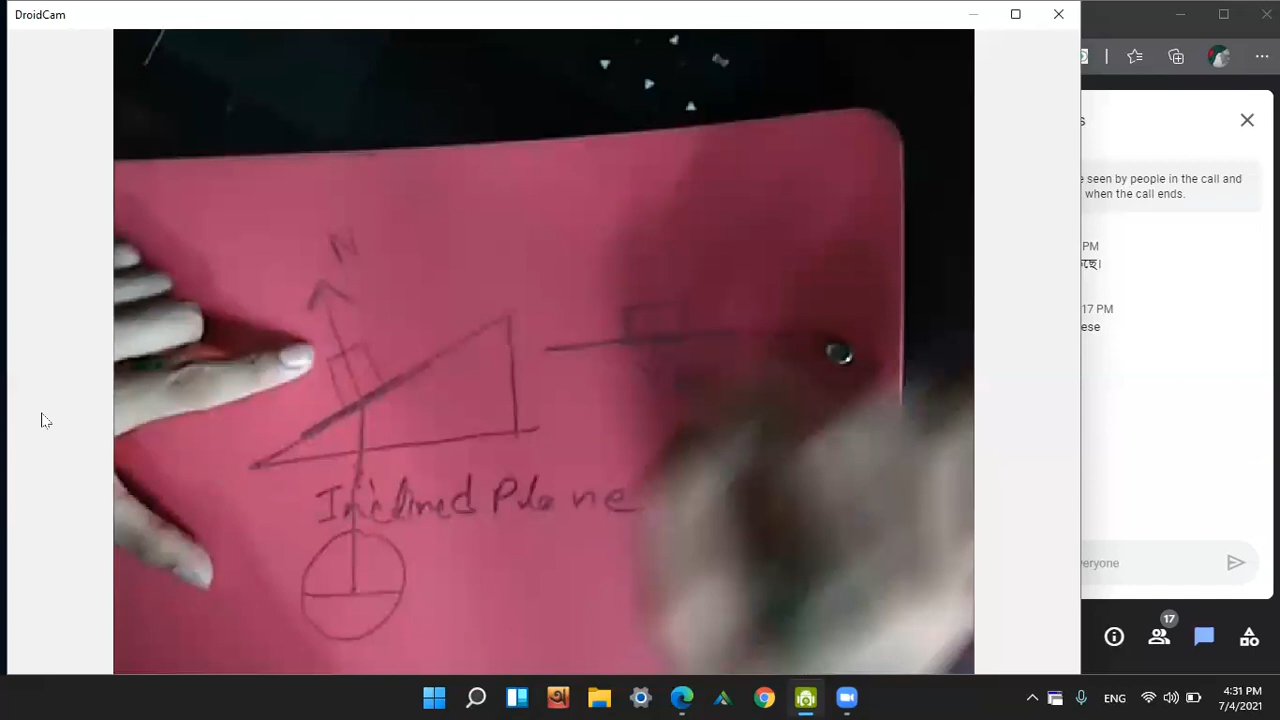 DroidCam
s
e seen by people in the call and
when the call ends.
PM
ছে।
17 PM
ese
N
Inclined Plane
eryone
17
ENG
4:31 PM
7/4/2021